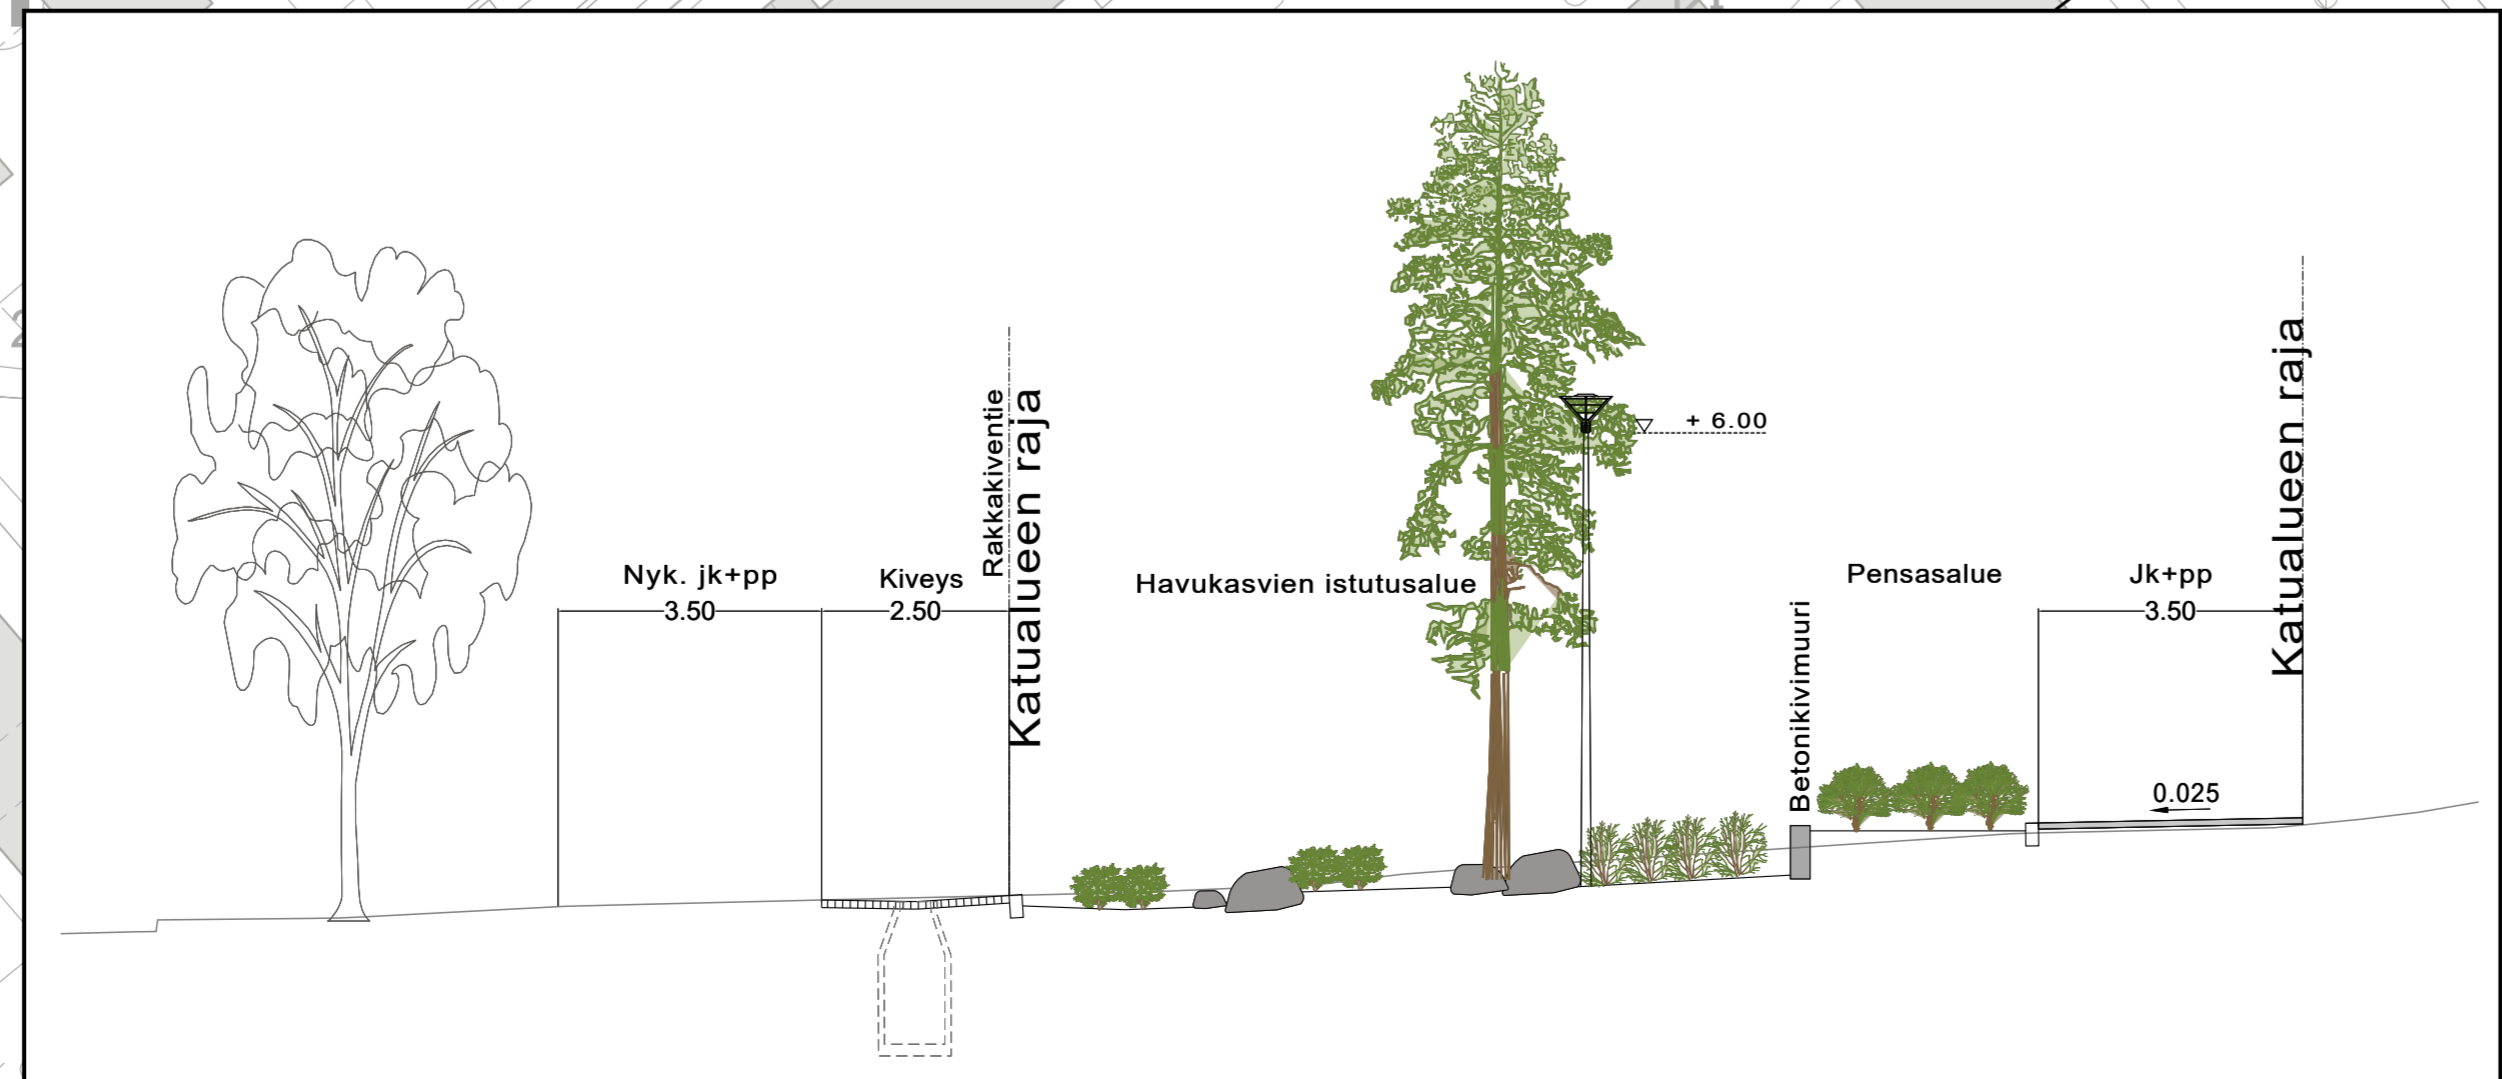 Nyk. jk+pp
3.50
Kiveys
2.50
Rakkakiventie
Katualueen raja
Havukasvien istutusalue
+ 6.00
Betonikivimuuri
Pensasalue
Jk+pp
3.50
0.025
Katualueen raja